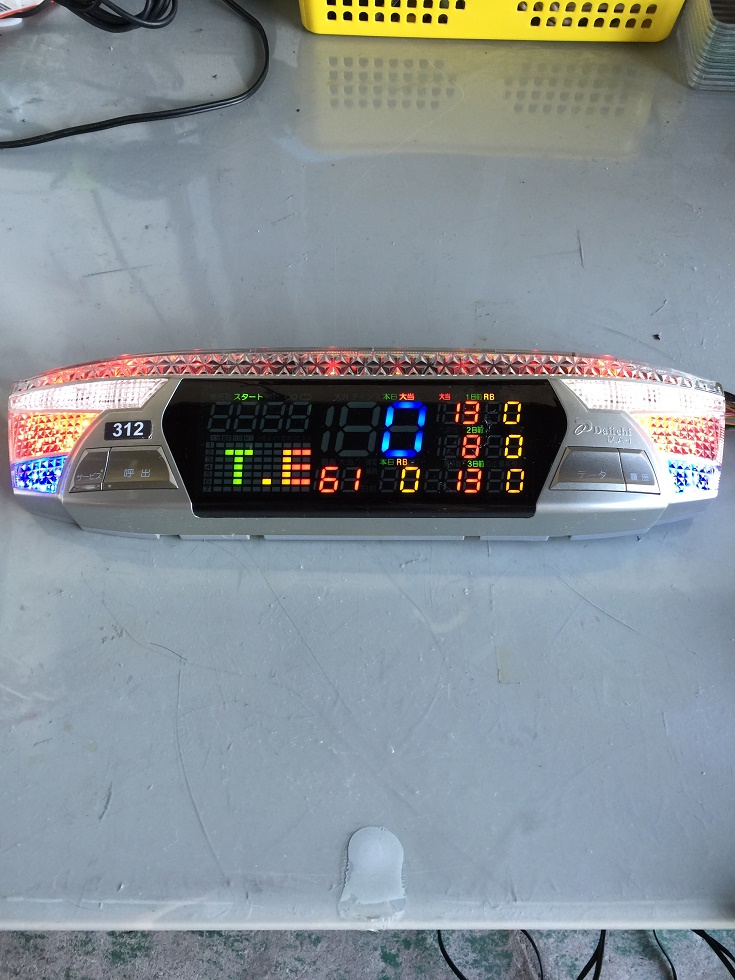 スタート 本日 大当 大当 1日前 RB
13 0
312 0 Daiichi
2日前
8 0
本日 RB 3日前
サービス 呼出 T.E 61 0 13 0 データ